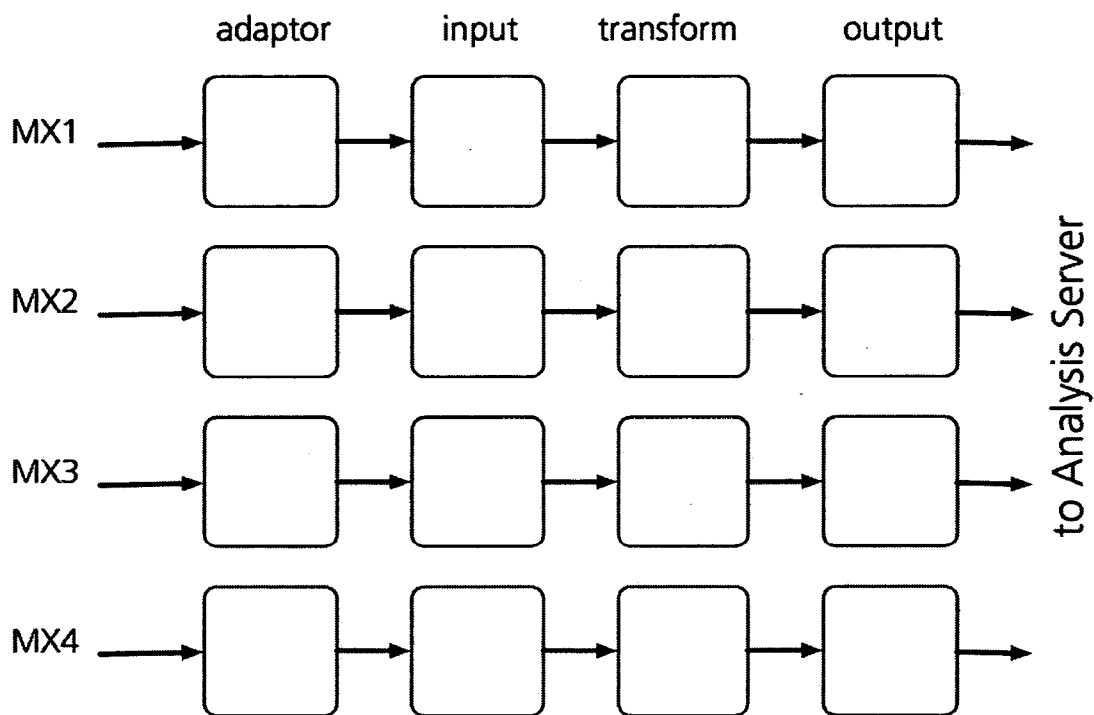 adaptor input transform output
MX1
MX2
MX3
MX4
to Analysis Server